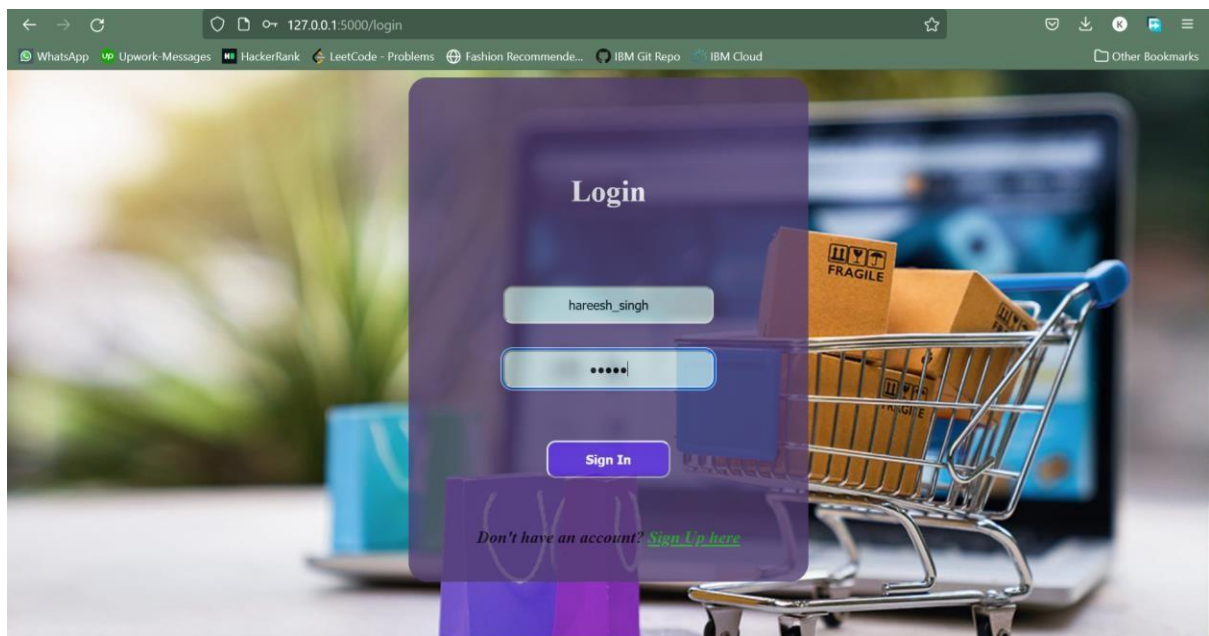 127.0.0.1:5000/login
K
WhatsApp up Upwork-Messages H HackerRank LeetCode - Problems Fashion Recommende... IBM Git Repo IBM Cloud Other Bookmarks
Login
FRAGILE
hareesh_singh
•••••
FRAGILE
Sign In
Don't have an account? Sign Up here